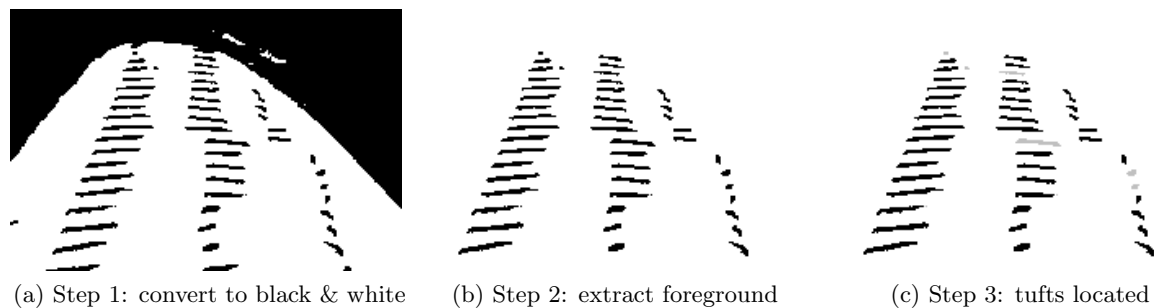 (a) Step 1: convert to black & white
(b) Step 2: extract foreground
(c) Step 3: tufts located